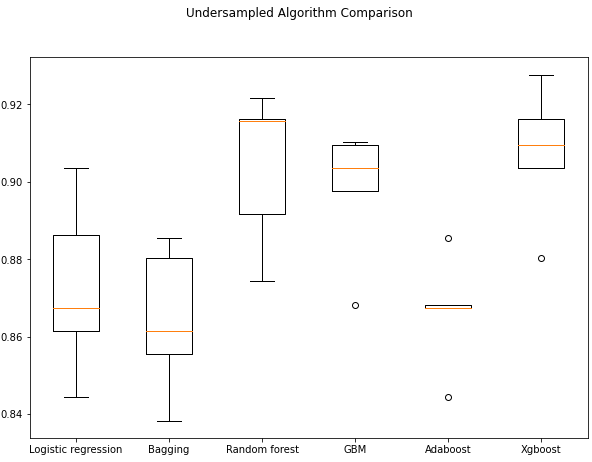 Undersampled Algorithm Comparison
0.92
0.90
0.88
0.86
0.84
Logistic regression Bagging Random forest GBM Adaboost Xgboost